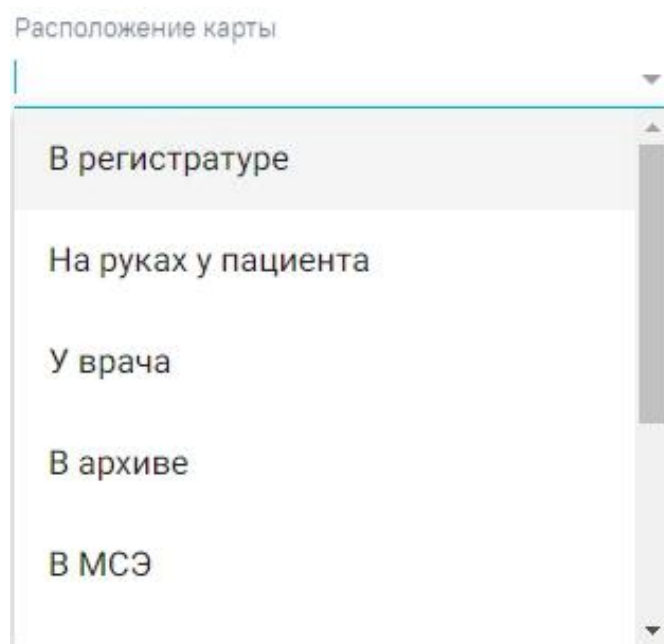 Расположение карты
В регистратуре
На руках у пациента
У врача
В архиве
В МСЭ